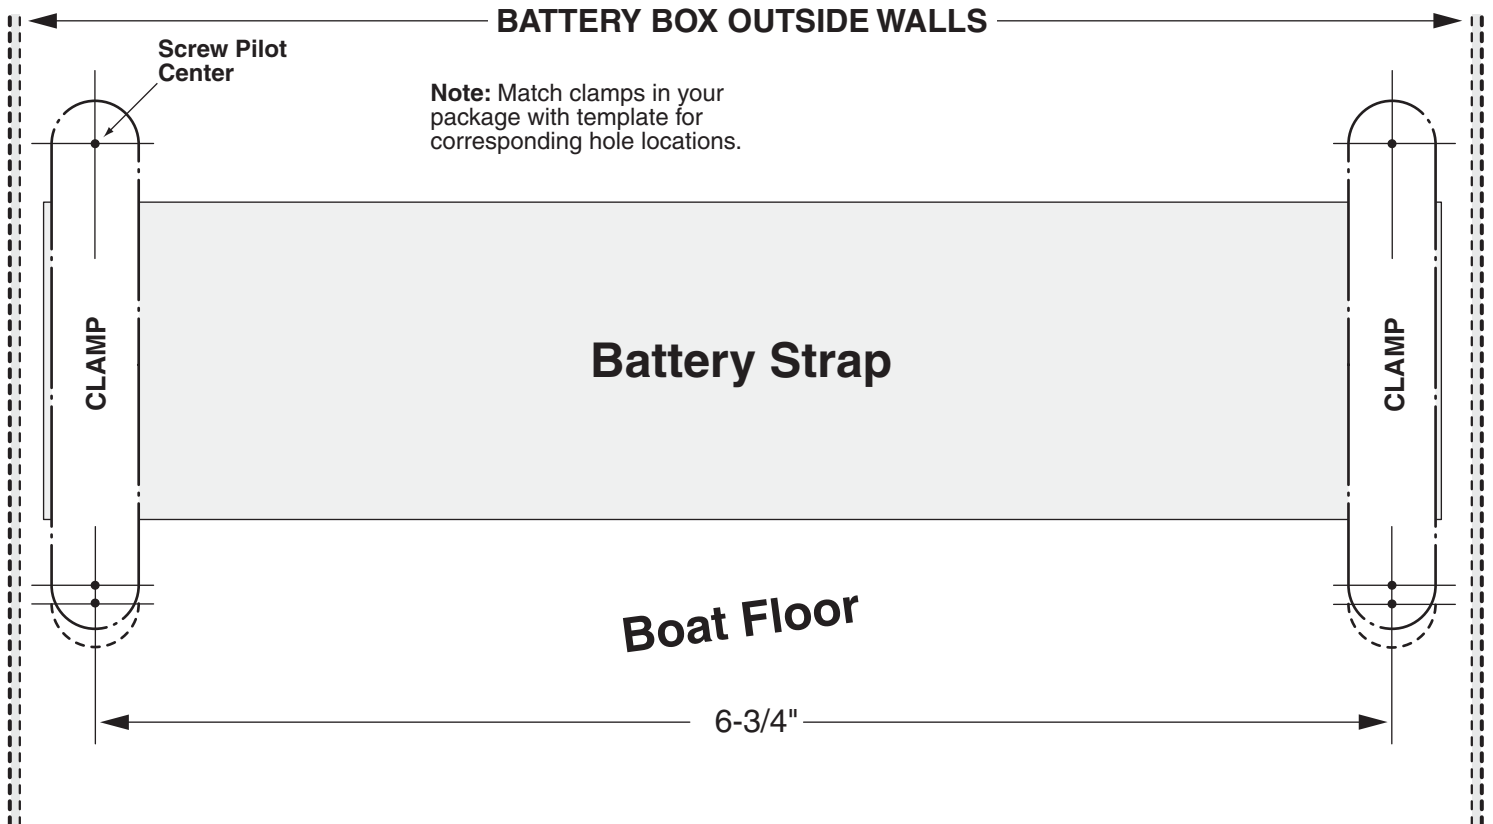 BATTERY BOX OUTSIDE WALLS
Screw Pilot
Center
Note: Match clamps in your
package with template for
corresponding hole locations.
CLAMP
Battery Strap
CLAMP
Boat Floor
6-3/4"